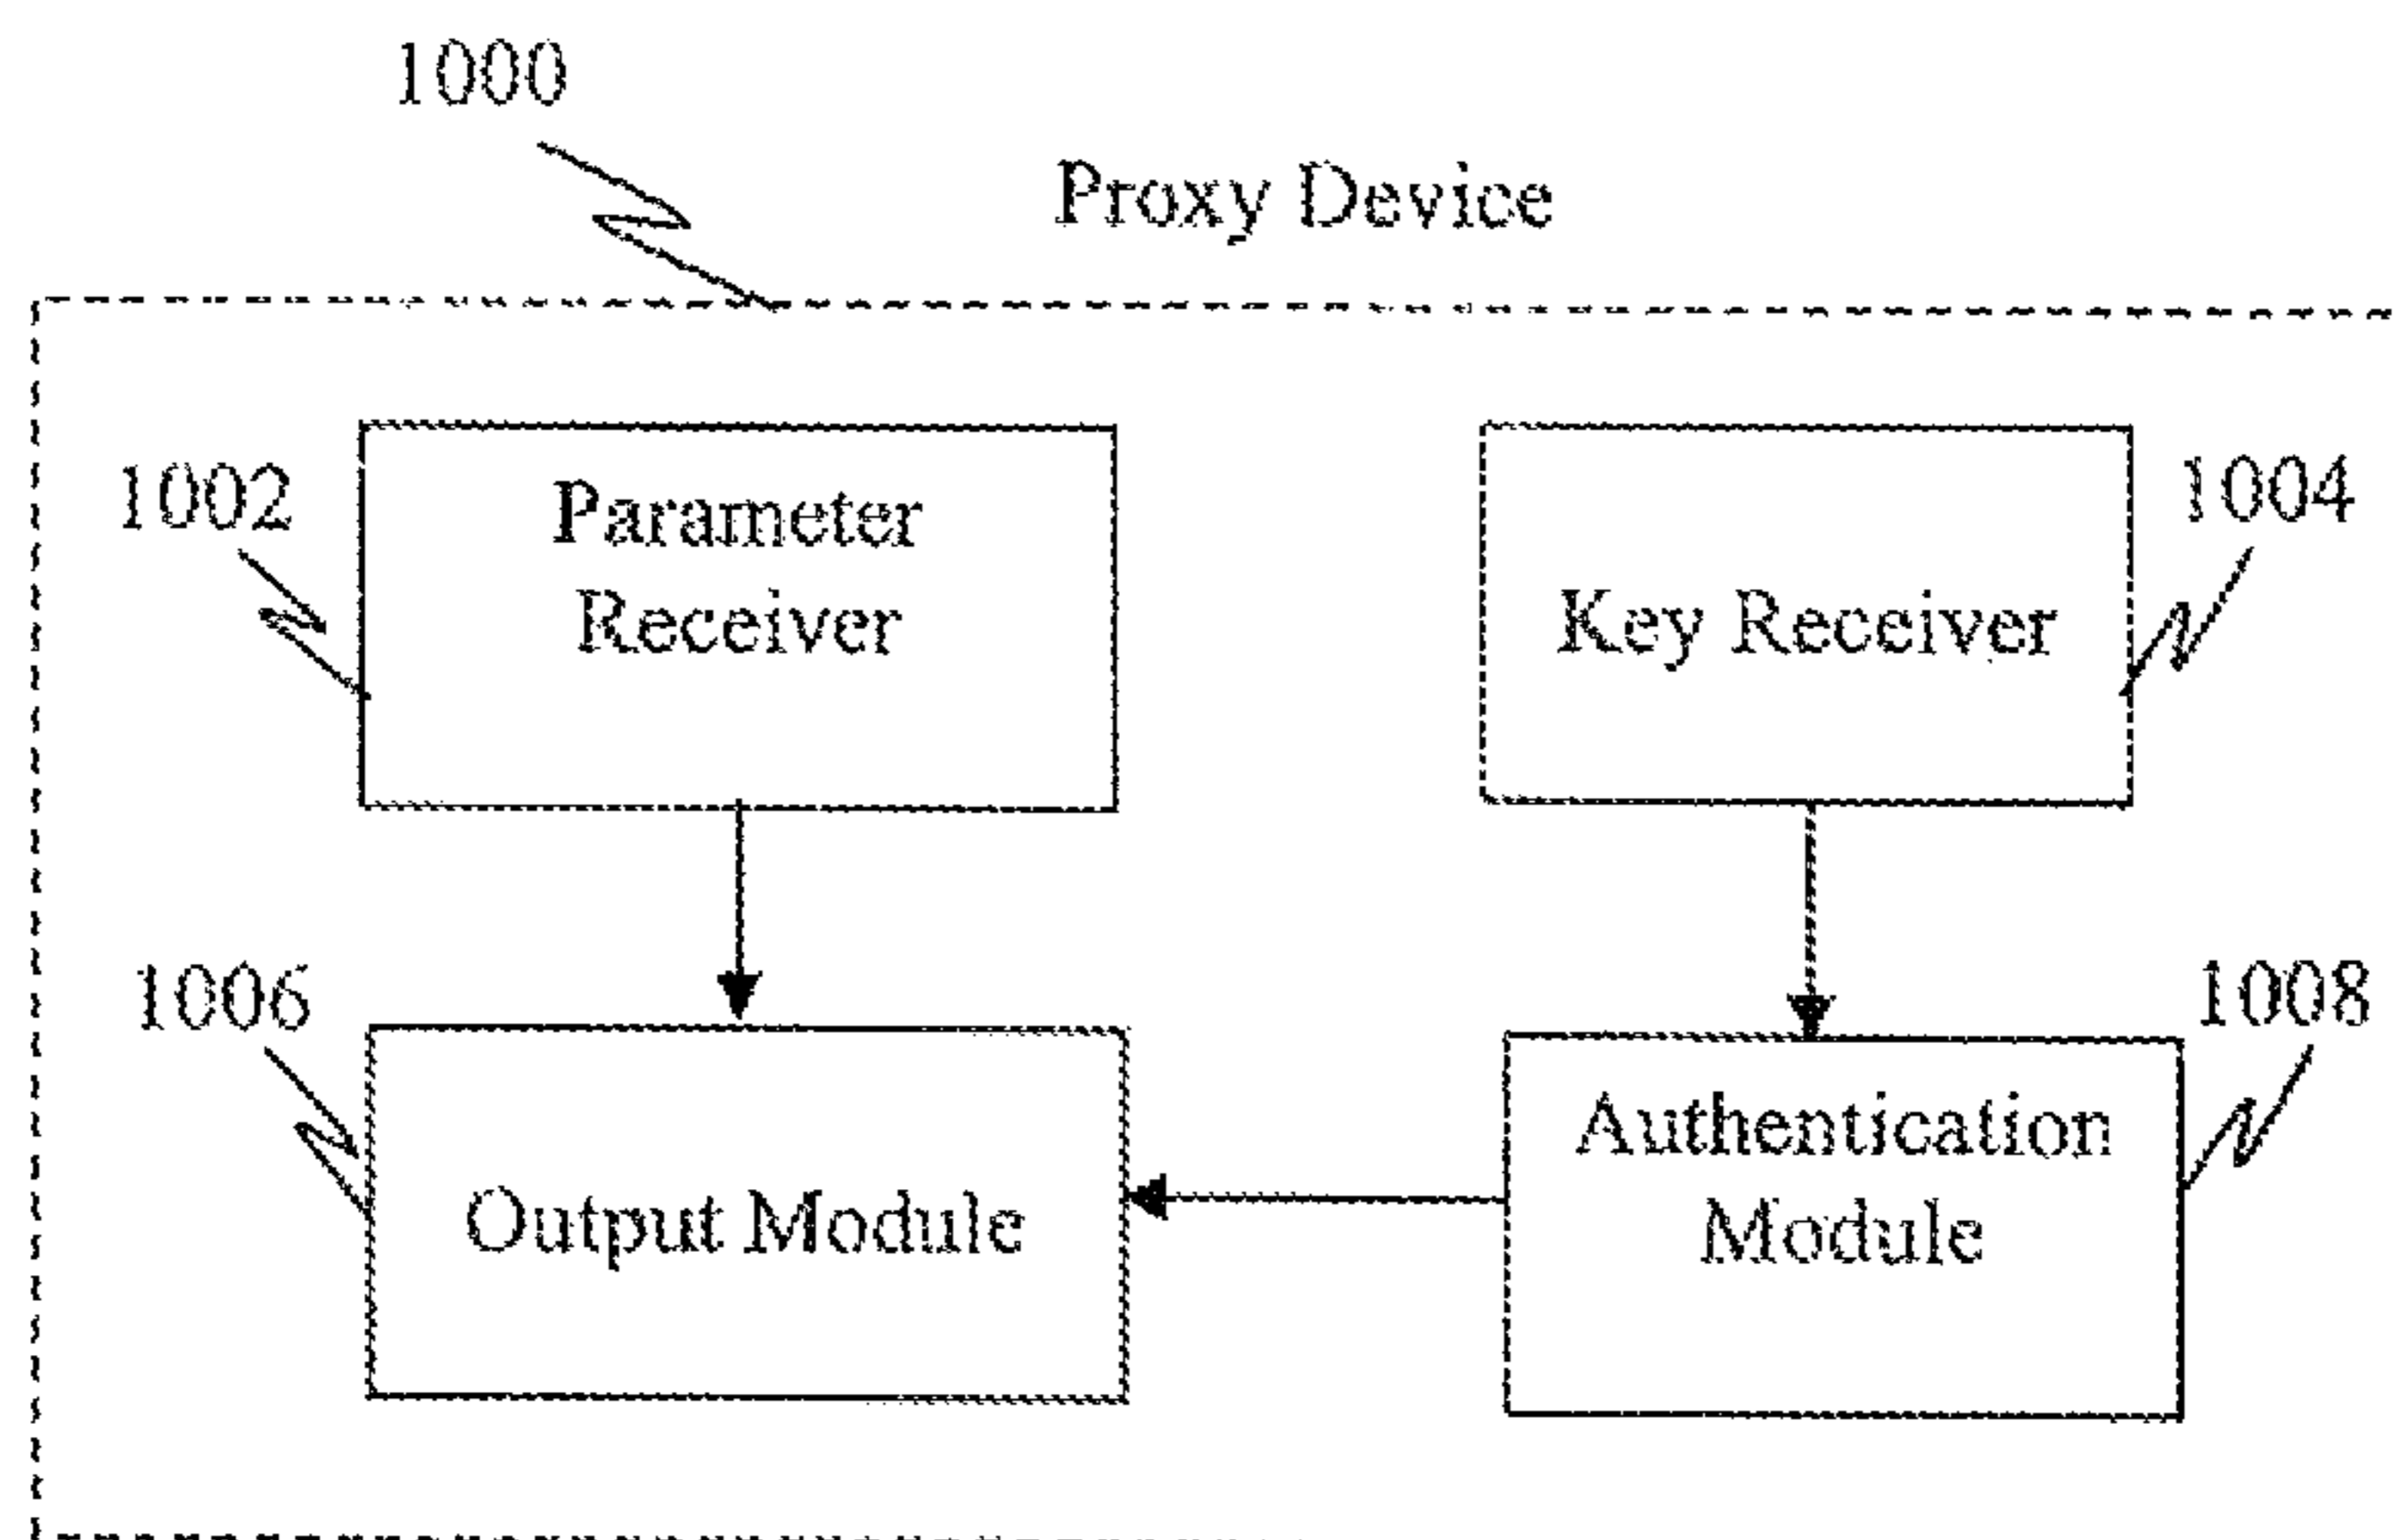 1000
Proxy Device
1002
Parameter
Receiver
Key Receiver
1004
1006
Output Module
Authentication
Module
1008